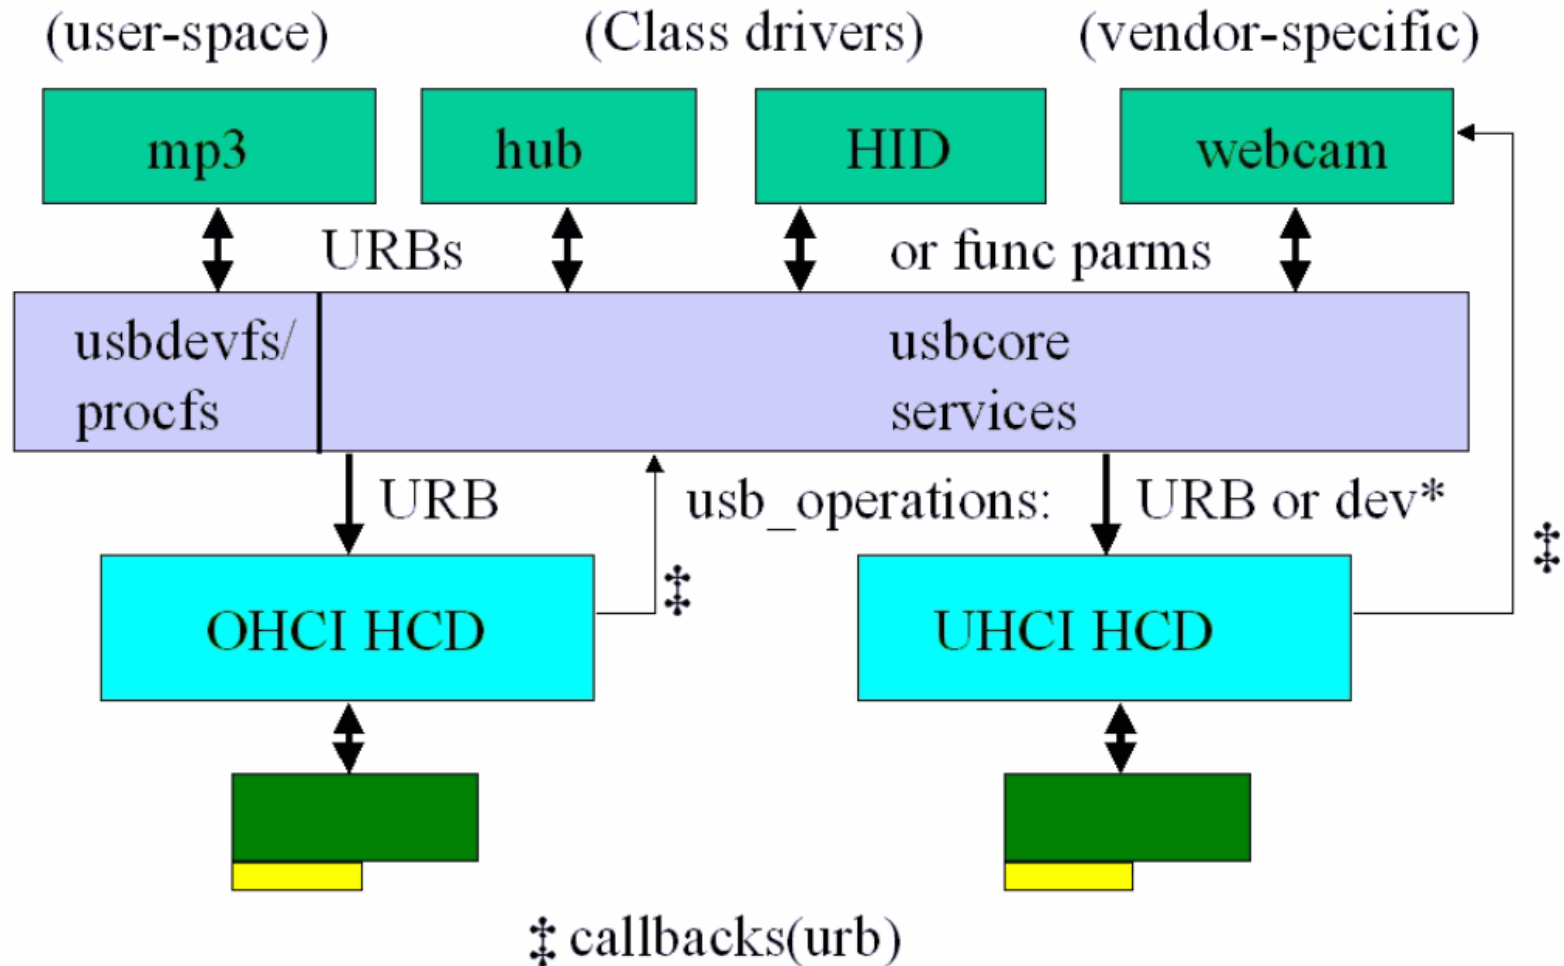 (user-space)
(Class drivers)
(vendor-specific)
mp3
hub
HID
webcam
URBs
or func parms
usbdevfs/
procfs
usbcore
services
URB
usb_operations:
URB or dev*
‡
‡
OHCI HCD
UHCI HCD
‡ callbacks(urb)